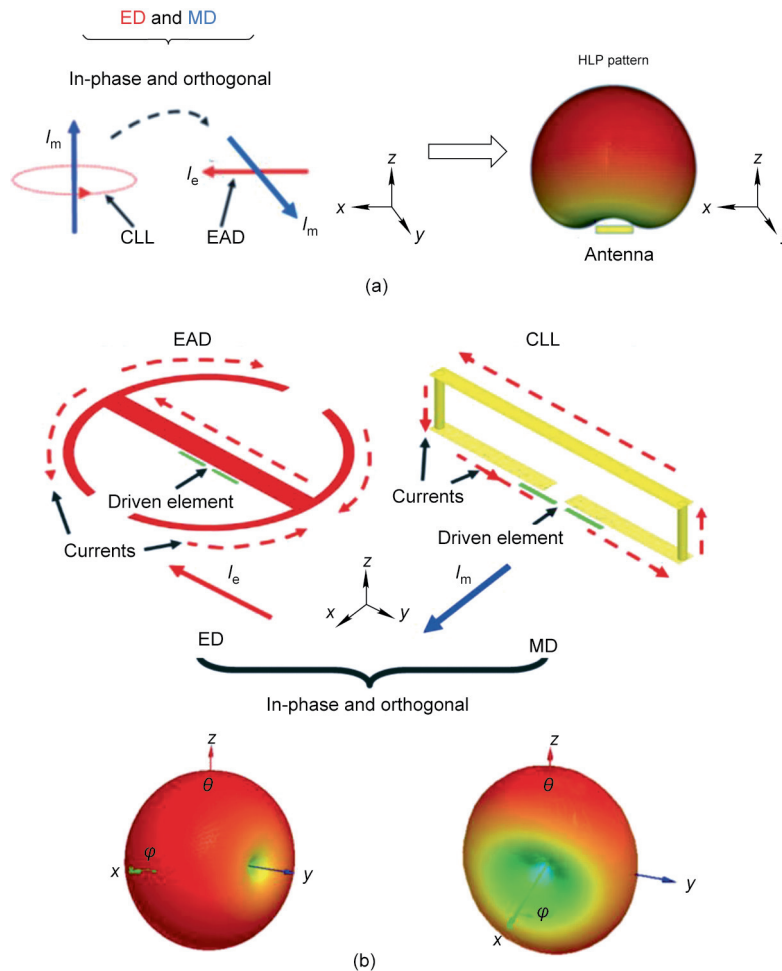 ED and MD
In-phase and orthogonal
HLP pattern
Im
z
Ie
x
CLL
EAD
Im
y
x
z
Antenna
y
(a)
EAD
CLL
Driven element
Currents
Currents
Driven element
Ie
z
Im
x
y
ED
MD
In-phase and orthogonal
z
z
θ
θ
φ
x
y
y
φ
x
(b)